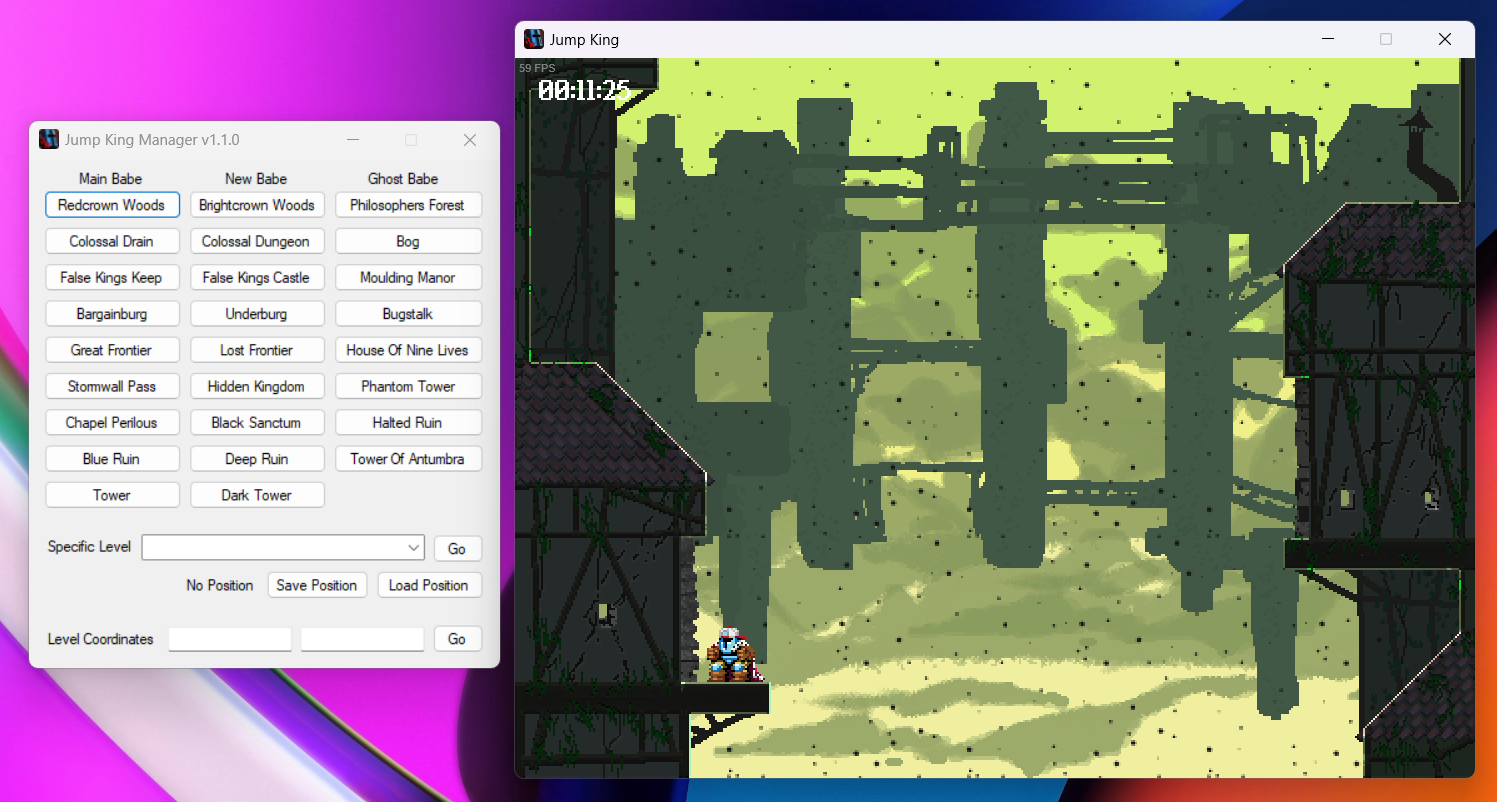 Jump King Manager v1.1.0
Main Babe New Babe Ghost Babe
Redcrown Woods Brightcrown Woods Philosophers Forest
Colossal Drain Colossal Dungeon Bog
False Kings Keep False Kings Castle Moulding Manor
Bargainburg Underburg Bugstalk
Great Frontier Lost Frontier House Of Nine Lives
Stornwall Pass Hidden Kingdom Phantom Tower
Chapel Perilous Black Sanctum Halted Ruin
Blue Ruin Deep Ruin Tower Of Antumbra
Tower Dark Tower
Specific Level Go
No Position Save Position Load Position
Level Coordinates Go
Jump King
59 FPS
00:11:25